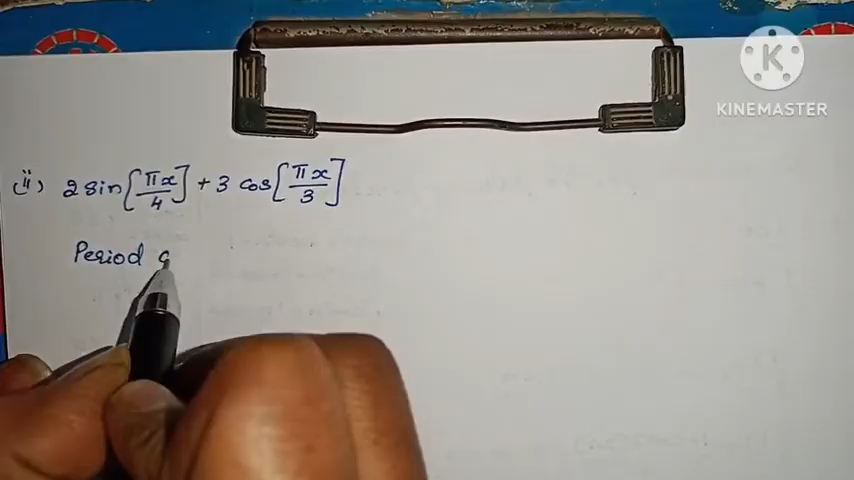 KINEMASTER
(ii) 2 sin[πx/4] + 3 cos[πx/3]
Period o